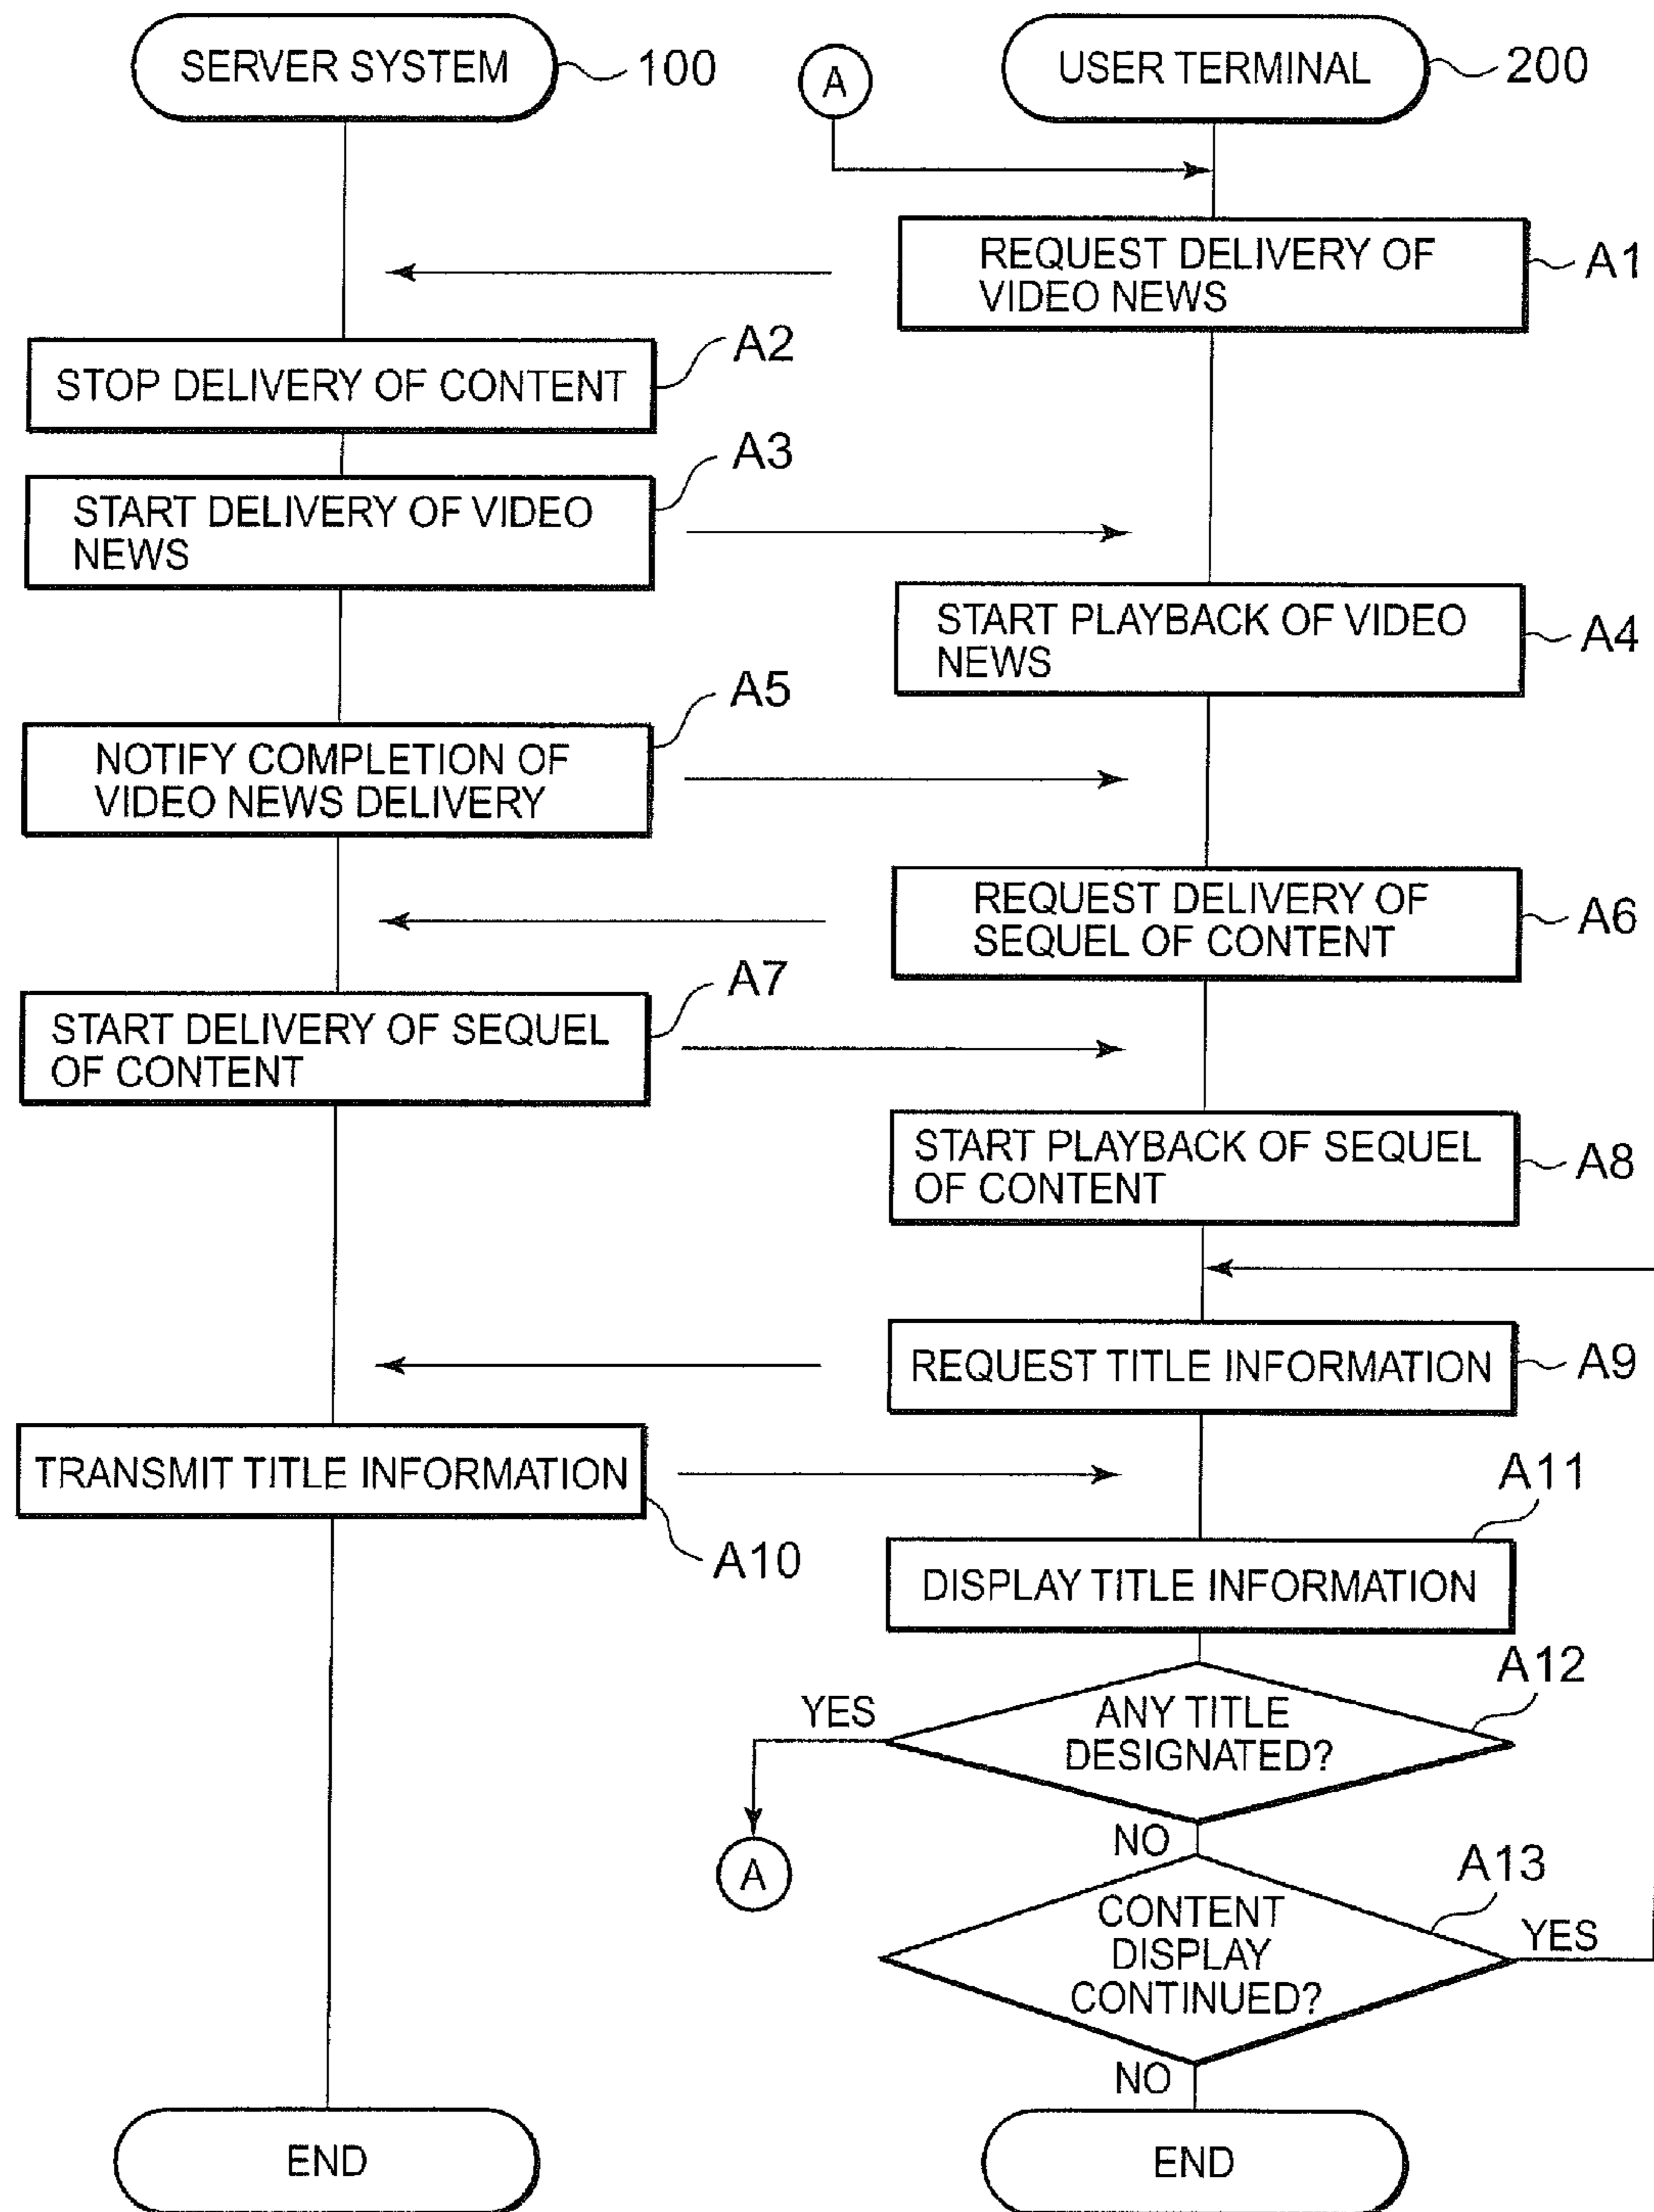 SERVER SYSTEM
100
A
USER TERMINAL
200
REQUEST DELIVERY OF
VIDEO NEWS
A1
STOP DELIVERY OF CONTENT
A2
START DELIVERY OF VIDEO
NEWS
A3
START PLAYBACK OF VIDEO
NEWS
A4
NOTIFY COMPLETION OF
VIDEO NEWS DELIVERY
A5
REQUEST DELIVERY OF
SEQUEL OF CONTENT
A6
START DELIVERY OF SEQUEL
OF CONTENT
A7
START PLAYBACK OF SEQUEL
OF CONTENT
A8
REQUEST TITLE INFORMATION
A9
TRANSMIT TITLE INFORMATION
A10
DISPLAY TITLE INFORMATION
A11
ANY TITLE
DESIGNATED?
A12
YES
A
NO
CONTENT
DISPLAY
CONTINUED?
A13
YES
NO
END
END